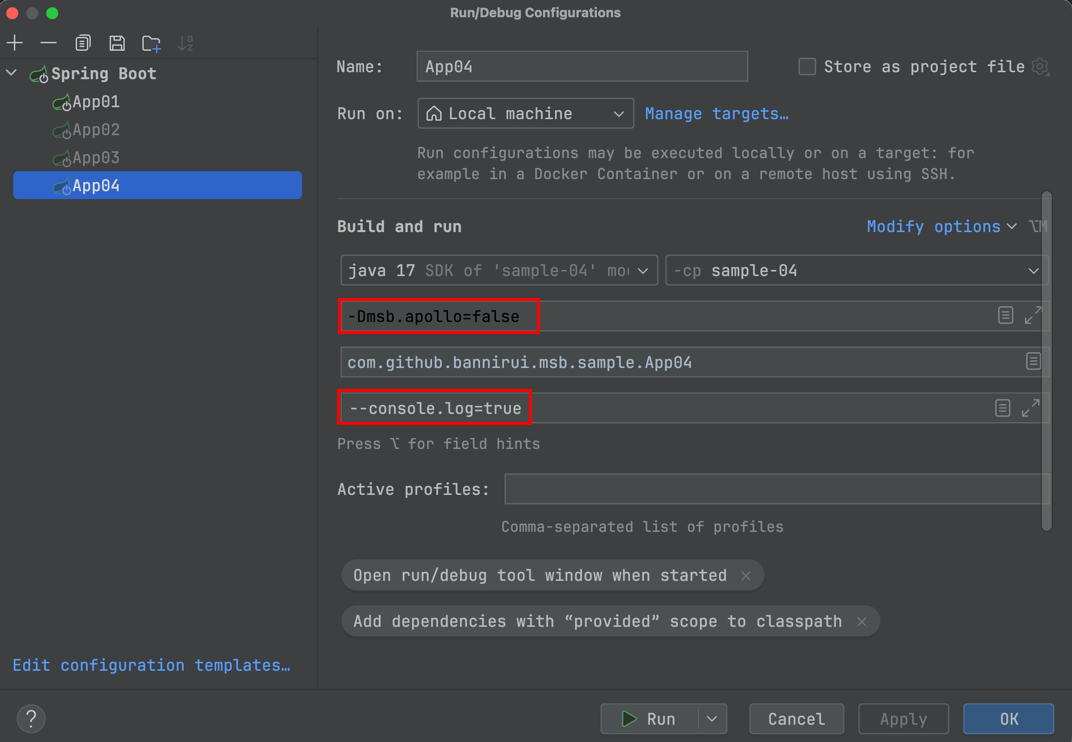 Run/Debug Configurations
Spring Boot
App01
App02
App03
App04
Edit configuration templates…
Name: App04
Store as project file
Run on: Local machine Manage targets…
Run configurations may be executed locally or on a target: for
example in a Docker Container or on a remote host using SSH.
Build and run
Modify options ⌥M
java 17 SDK of 'sample-04' -cp sample-04
-Dmsb.apollo=false
com.github.bannirui.msb.sample.App04
--console.log=true
Press ⌥ for field hints
Active profiles:
Comma-separated list of profiles
Open run/debug tool window when started ×
Add dependencies with “provided” scope to classpath ×
?
Run
Cancel
Apply
OK